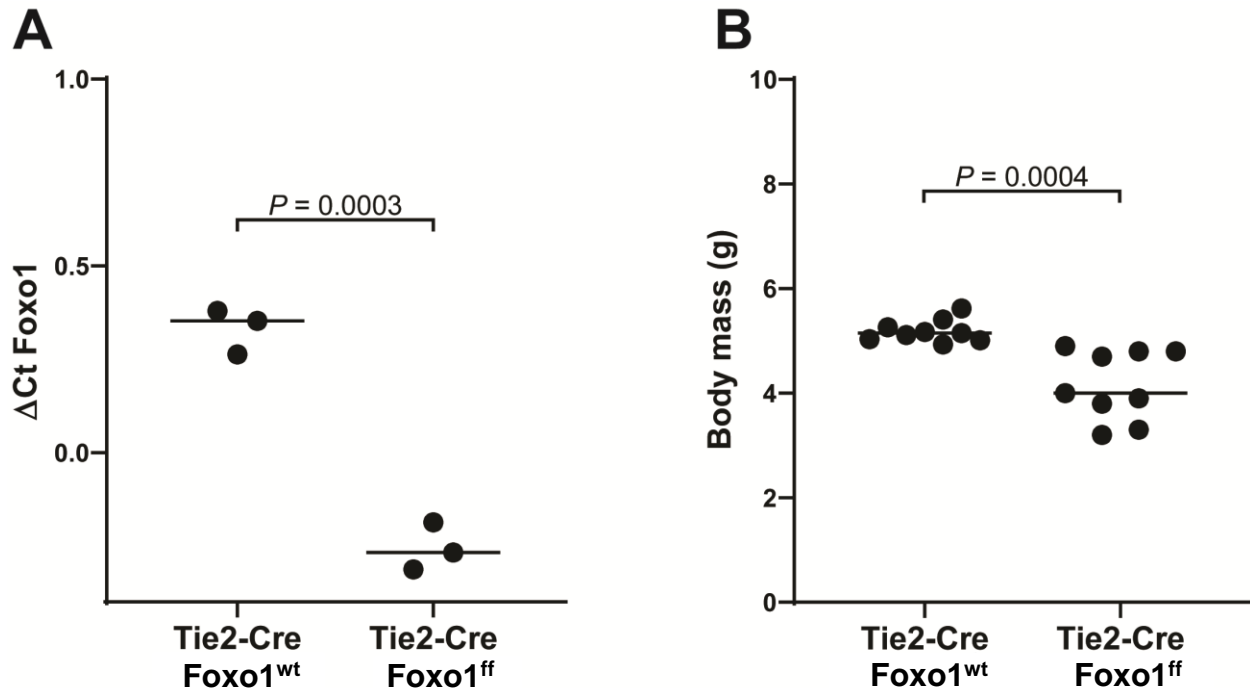 A
1.0
0.5
0.0
ΔCt Foxo1
P = 0.0003
Tie2-Cre
Foxo1wt
Tie2-Cre
Foxo1ff
B
10
8
6
4
2
0
Body mass (g)
P = 0.0004
Tie2-Cre
Foxo1wt
Tie2-Cre
Foxo1ff